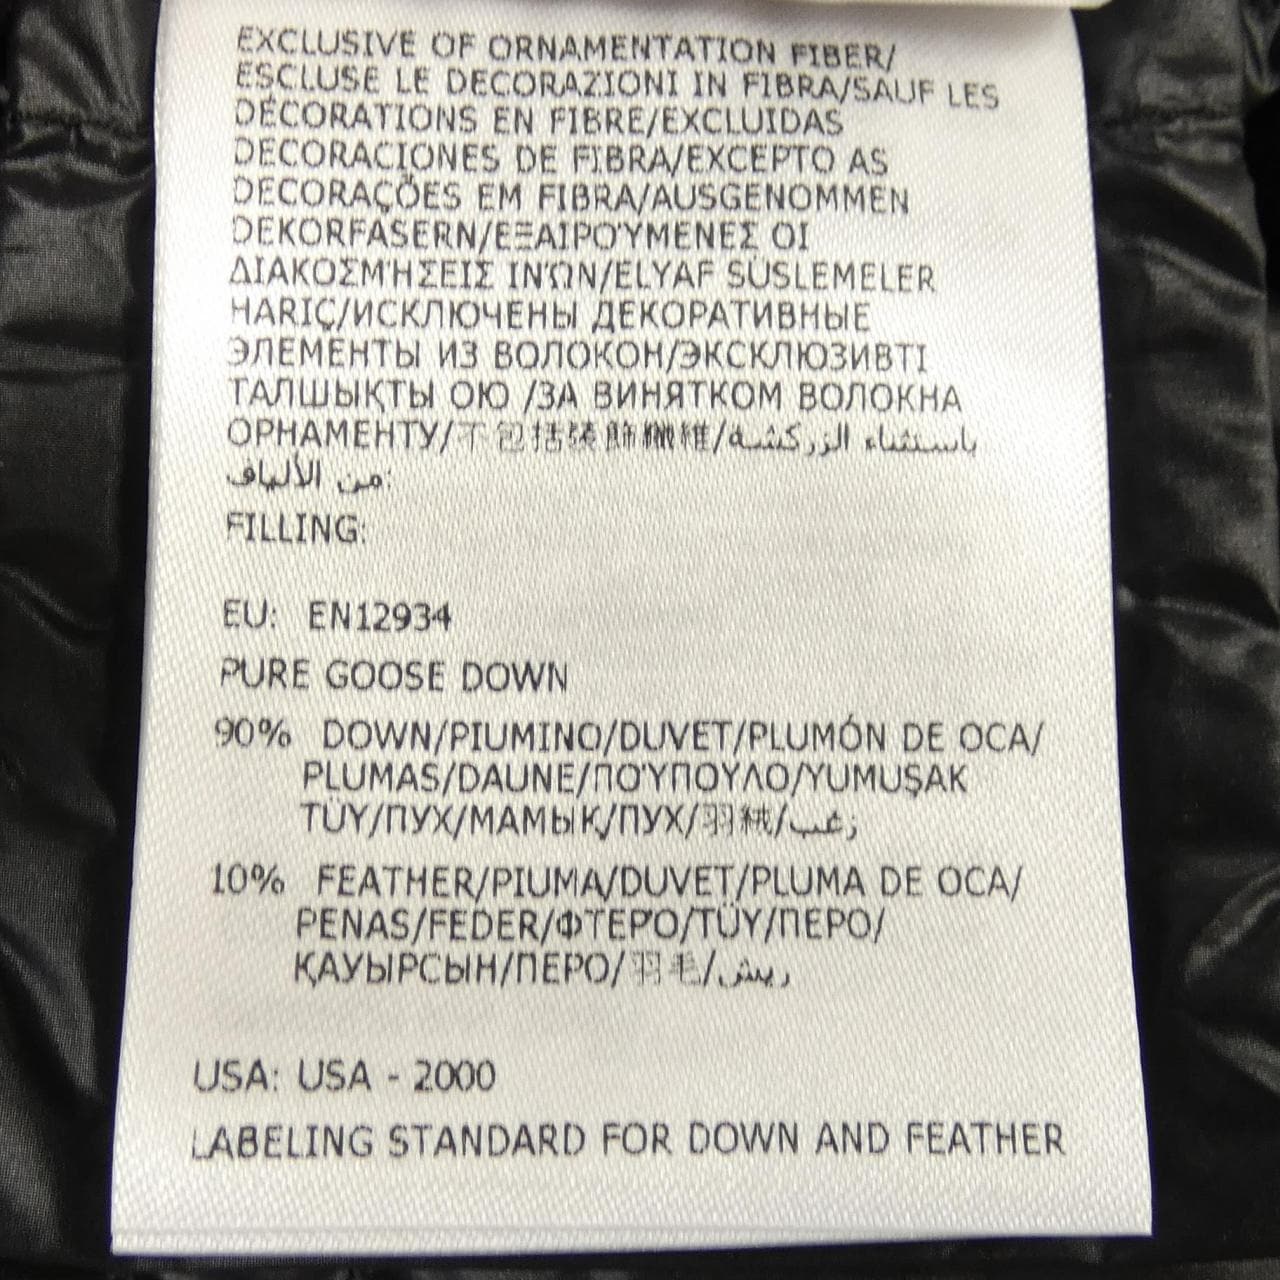 EXCLUSIVE OF ORNAMENTATION FIBER/
ESCLUSE LE DECORAZIONI IN FIBRA/SAUF LES
DÉCORATIONS EN FIBRE/EXCLUIDAS
DECORACIONES DE FIBRA/EXCEPTO AS
DECORAÇÕES EM FIBRA/AUSGENOMMEN
DEKORFASERN/ΕΞΑΙΡΟΎΜΕΝΕΣ ΟΙ
ΔΙΑΚΟΣΜΉΣΕΙΣ ΙΝΏΝ/ELYAF SÜSLEMELER
HARIÇ/ИСКЛЮЧЕНЫ ДЕКОРАТИВНЫЕ
ЭЛЕМЕНТЫ ИЗ ВОЛОКОН/ЭКСКЛЮЗИВТІ
ТАЛШЫҚТЫ ОЮ /ЗА ВИНЯТКОМ ВОЛОКНА
ОРНАМЕНТУ/不包括裝飾纖維/باستثناء الزركشة
من الألياف:
FILLING:
EU: EN12934
PURE GOOSE DOWN
90% DOWN/PIUMINO/DUVET/PLUMÓN DE OCA/
PLUMAS/DAUNE/ΠΟΎΠΟΥΛΟ/YUMUŞAK
TÜY/ПУХ/МАМЫҚ/ПУХ/羽絨/زغب
10% FEATHER/PIUMA/DUVET/PLUMA DE OCA/
PENAS/FEDER/ΦΤΕΡΌ/TÜY/ПЕРО/
ҚАУЫРСЫН/ПЕРО/羽毛/ريش
USA: USA - 2000
LABELING STANDARD FOR DOWN AND FEATHER